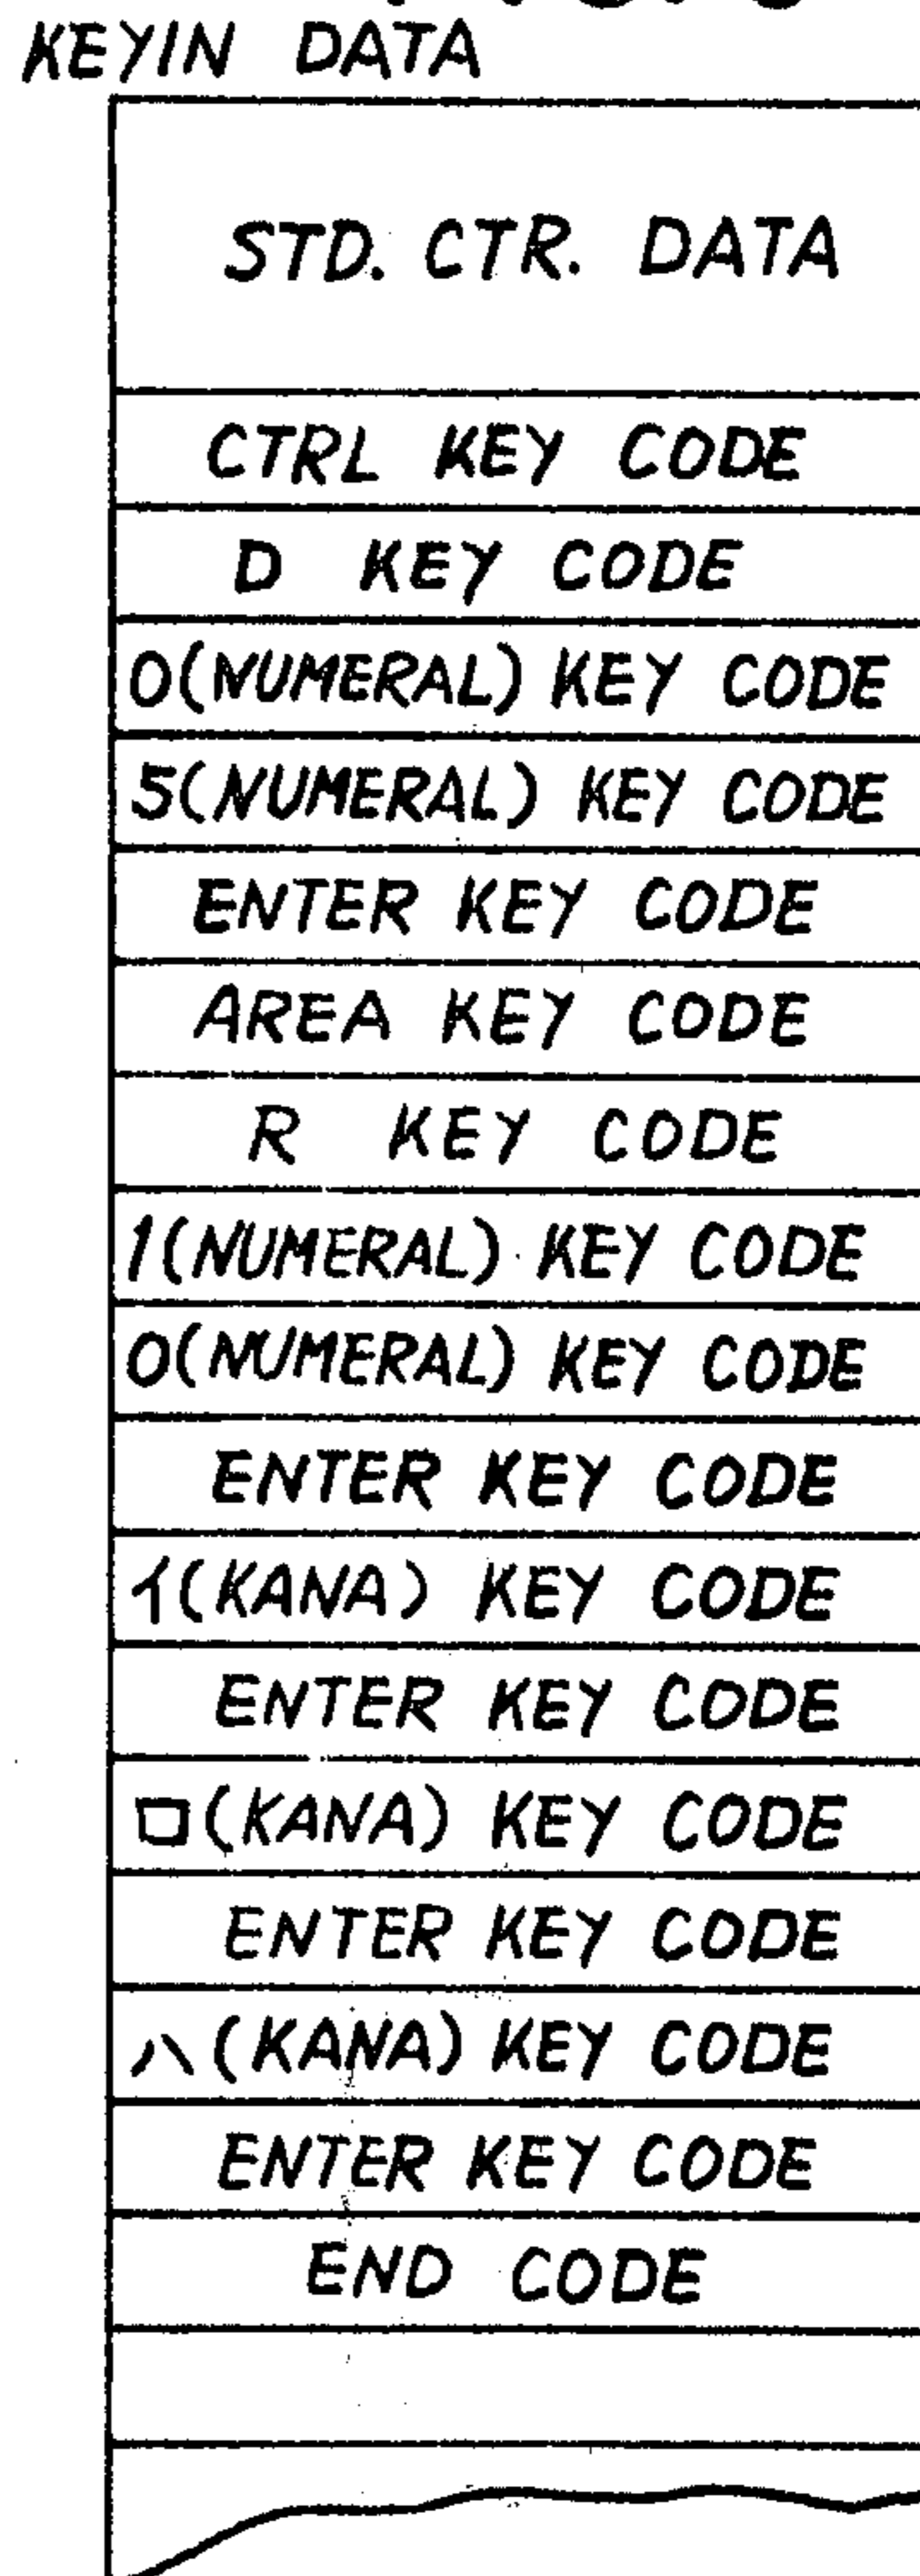 KEYIN DATA
STD. CTR. DATA
CTRL KEY CODE
D KEY CODE
0(NUMERAL) KEY CODE
5(NUMERAL) KEY CODE
ENTER KEY CODE
AREA KEY CODE
R KEY CODE
1(NUMERAL) KEY CODE
0(NUMERAL) KEY CODE
ENTER KEY CODE
イ(KANA) KEY CODE
ENTER KEY CODE
ロ(KANA) KEY CODE
ENTER KEY CODE
ハ(KANA) KEY CODE
ENTER KEY CODE
END CODE